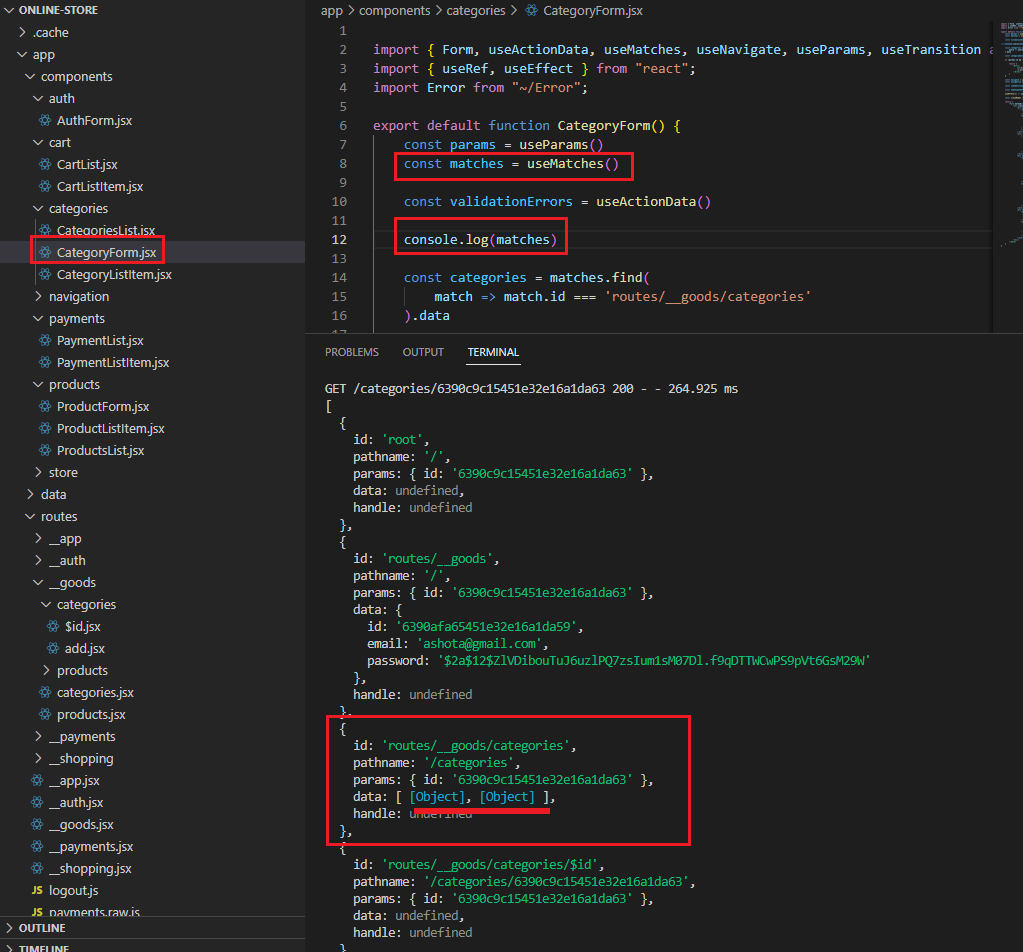 ONLINE-STORE
.cache
app
components
auth
AuthForm.jsx
cart
CartList.jsx
CartListItem.jsx
categories
CategoriesList.jsx
CategoryForm.jsx
CategoryListItem.jsx
navigation
payments
PaymentList.jsx
PaymentListItem.jsx
products
ProductForm.jsx
ProductListItem.jsx
ProductsList.jsx
store
data
routes
__app
__auth
__goods
categories
$id.jsx
add.jsx
products
categories.jsx
products.jsx
__payments
__shopping
__app.jsx
__auth.jsx
__goods.jsx
__payments.jsx
__shopping.jsx
JS logout.js
JS payments.raw.js
OUTLINE
TIMELINE
app > components > categories > CategoryForm.jsx
1
2 import { Form, useActionData, useMatches, useNavigate, useParams, useTransition
3 import { useRef, useEffect } from "react";
4 import Error from "~/Error";
5
6 export default function CategoryForm() {
7 const params = useParams()
8 const matches = useMatches()
9
10 const validationErrors = useActionData()
11
12 console.log(matches)
13
14 const categories = matches.find(
15 match => match.id === 'routes/__goods/categories'
16 ).data
17
PROBLEMS OUTPUT TERMINAL
GET /categories/6390c9c15451e32e16a1da63 200 - - 264.925 ms
[
{
id: 'root',
pathname: '/',
params: { id: '6390c9c15451e32e16a1da63' },
data: undefined,
handle: undefined
},
{
id: 'routes/__goods',
pathname: '/',
params: { id: '6390c9c15451e32e16a1da63' },
data: {
id: '6390afa65451e32e16a1da59',
email: 'ashota@gmail.com',
password: '$2a$12$ZlVDibouTuJ6uzlPQ7zsIum1sM07Dl.f9qDTTWCwPS9pVt6GsM29W'
},
handle: undefined
},
{
id: 'routes/__goods/categories',
pathname: '/categories',
params: { id: '6390c9c15451e32e16a1da63' },
data: [ [Object], [Object] ],
handle: undefined
},
{
id: 'routes/__goods/categories/$id',
pathname: '/categories/6390c9c15451e32e16a1da63',
params: { id: '6390c9c15451e32e16a1da63' },
data: undefined,
handle: undefined
}